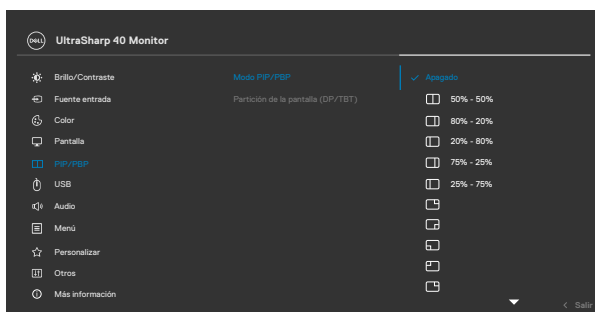 DELL UltraSharp 40 Monitor
Brillo/Contraste
Modo PIP/PBP
Apagado
Fuente entrada
Partición de la pantalla (DP/TBT)
50% - 50%
Color
80% - 20%
Pantalla
20% - 80%
PIP/PBP
75% - 25%
USB
25% - 75%
Audio
Menú
Personalizar
Otros
Más información
Salir